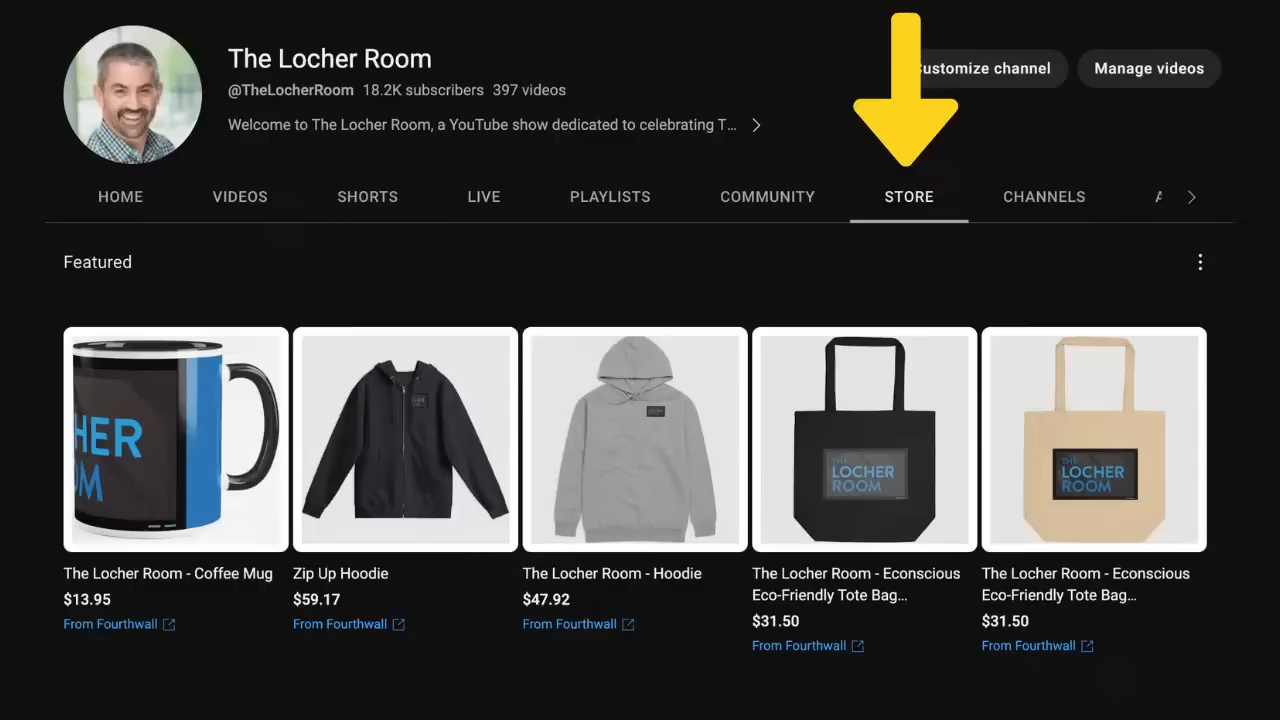 The Locher Room
@TheLocherRoom 18.2K subscribers 397 videos
Welcome to The Locher Room, a YouTube show dedicated to celebrating T...
ustomize channel
Manage videos
HOME VIDEOS SHORTS LIVE PLAYLISTS COMMUNITY STORE CHANNELS A
Featured
HER
OM
THE
LOCHER
ROOM
THE
LOCHER
ROOM
The Locher Room - Coffee Mug
$13.95
From Fourthwall
Zip Up Hoodie
$59.17
From Fourthwall
The Locher Room - Hoodie
$47.92
From Fourthwall
The Locher Room - Econscious
Eco-Friendly Tote Bag...
$31.50
From Fourthwall
The Locher Room - Econscious
Eco-Friendly Tote Bag...
$31.50
From Fourthwall